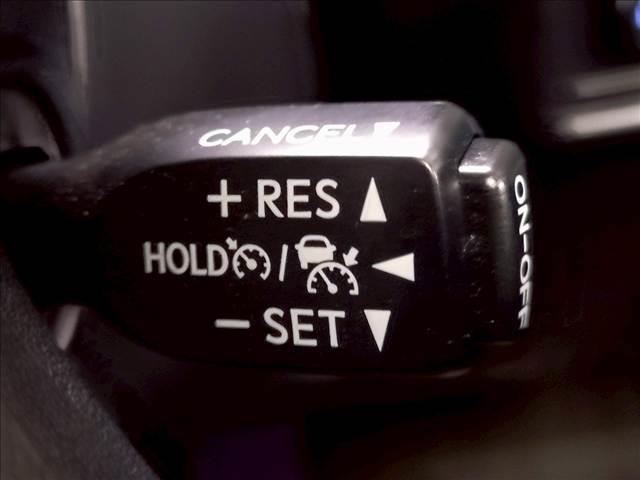 CANCEL
+ RES
HOLD /
− SET
ON-OFF